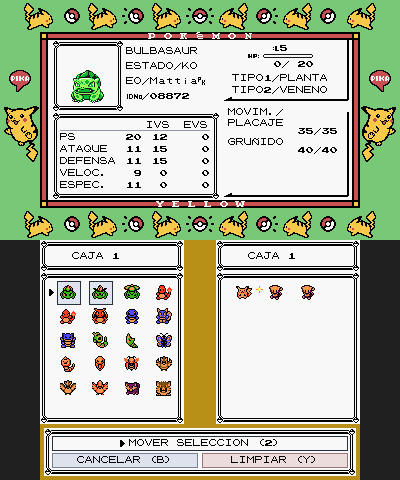 POKéMON
BULBASAUR
:L5
ESTADO/KO
HP:
0/ 20
EO/MattiaPK
TIPO1/PLANTA
IDNo/08872
TIPO2/VENENO
PIKA
PIKA
MOVIM./
PLACAJE
35/35
GRUÑIDO
40/40
IVS EVS
PS 20 12 0
ATAQUE 11 15 0
DEFENSA 11 15 0
VELOC. 9 0 0
ESPEC. 11 0 0
YELLOW
CAJA 1
CAJA 1
MOVER SELECCION (2)
CANCELAR (B)
LIMPIAR (Y)